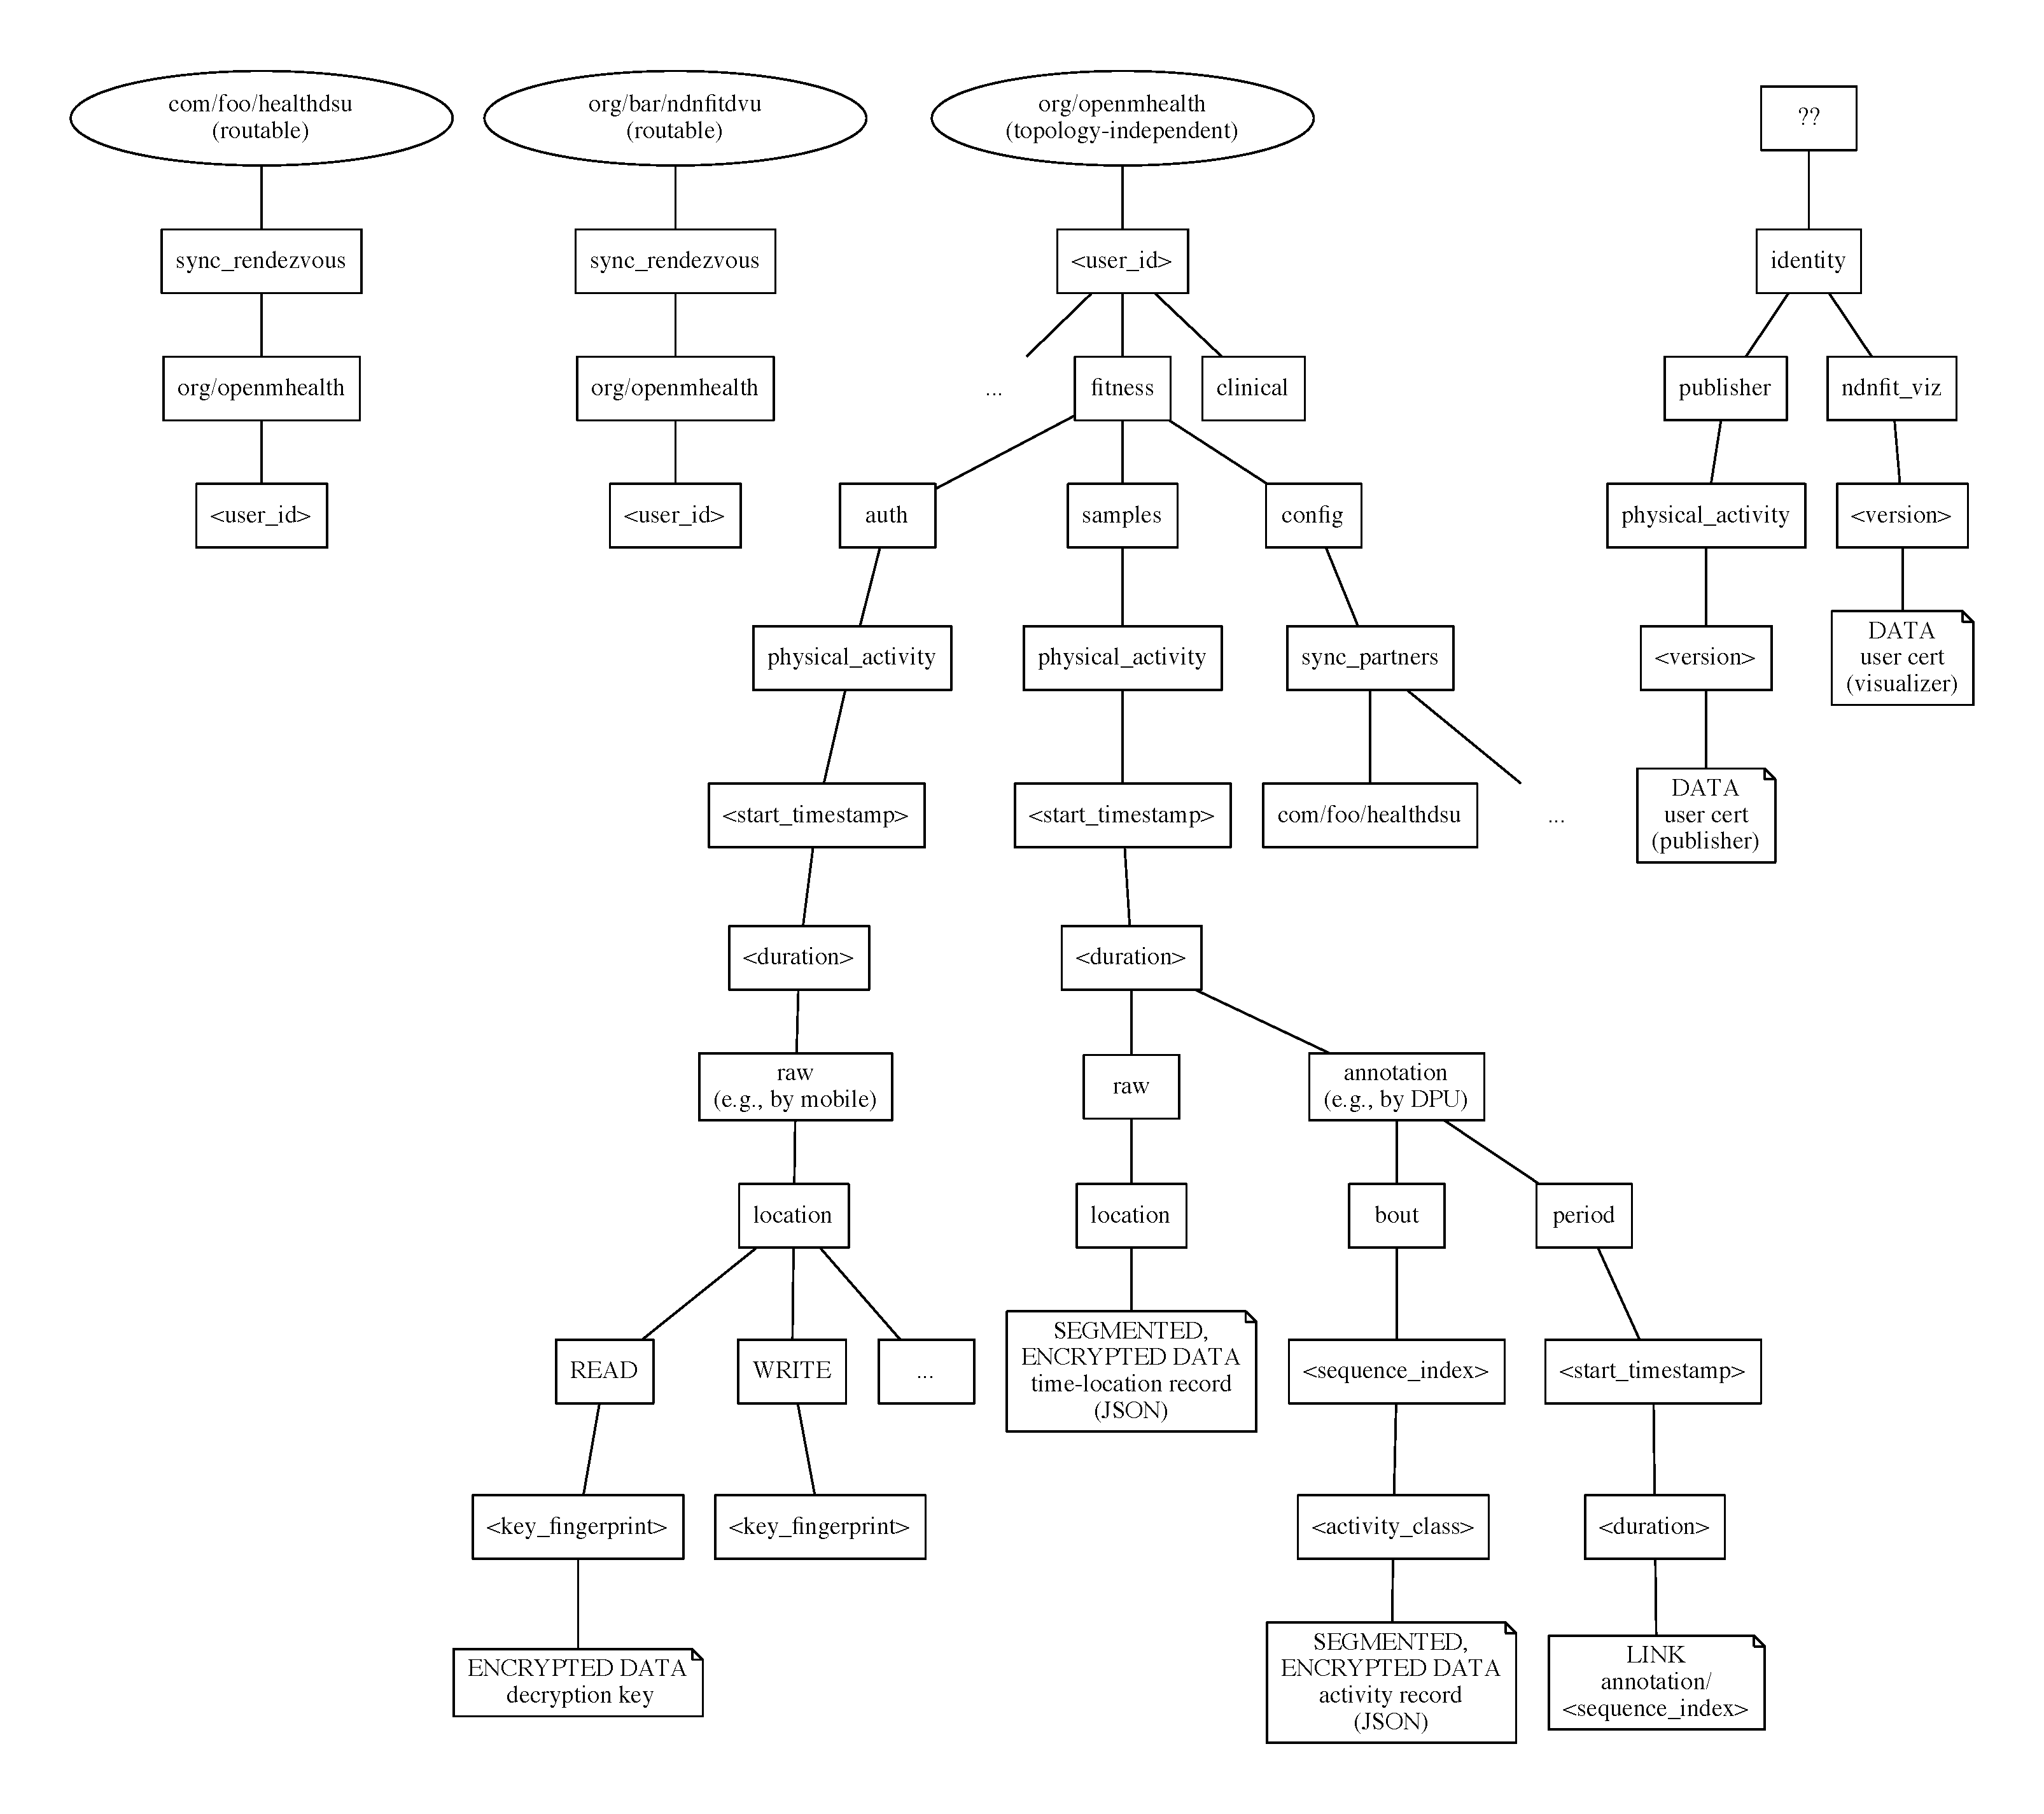 com/foo/healthdsu
(routable)
org/bar/ndnfitdvu
(routable)
org/openmhealth
(topology-independent)
??
sync_rendezvous
sync_rendezvous
<user_id>
identity
org/openmhealth
org/openmhealth
...
fitness
clinical
publisher
ndnfit_viz
<user_id>
<user_id>
auth
samples
config
physical_activity
<version>
physical_activity
physical_activity
sync_partners
<version>
DATA
user cert
(visualizer)
<start_timestamp>
<start_timestamp>
com/foo/healthdsu
...
DATA
user cert
(publisher)
<duration>
<duration>
raw
(e.g., by mobile)
raw
annotation
(e.g., by DPU)
location
location
bout
period
READ
WRITE
...
SEGMENTED,
ENCRYPTED DATA
time-location record
(JSON)
<sequence_index>
<start_timestamp>
<key_fingerprint>
<key_fingerprint>
<activity_class>
<duration>
ENCRYPTED DATA
decryption key
SEGMENTED,
ENCRYPTED DATA
activity record
(JSON)
LINK
annotation/
<sequence_index>